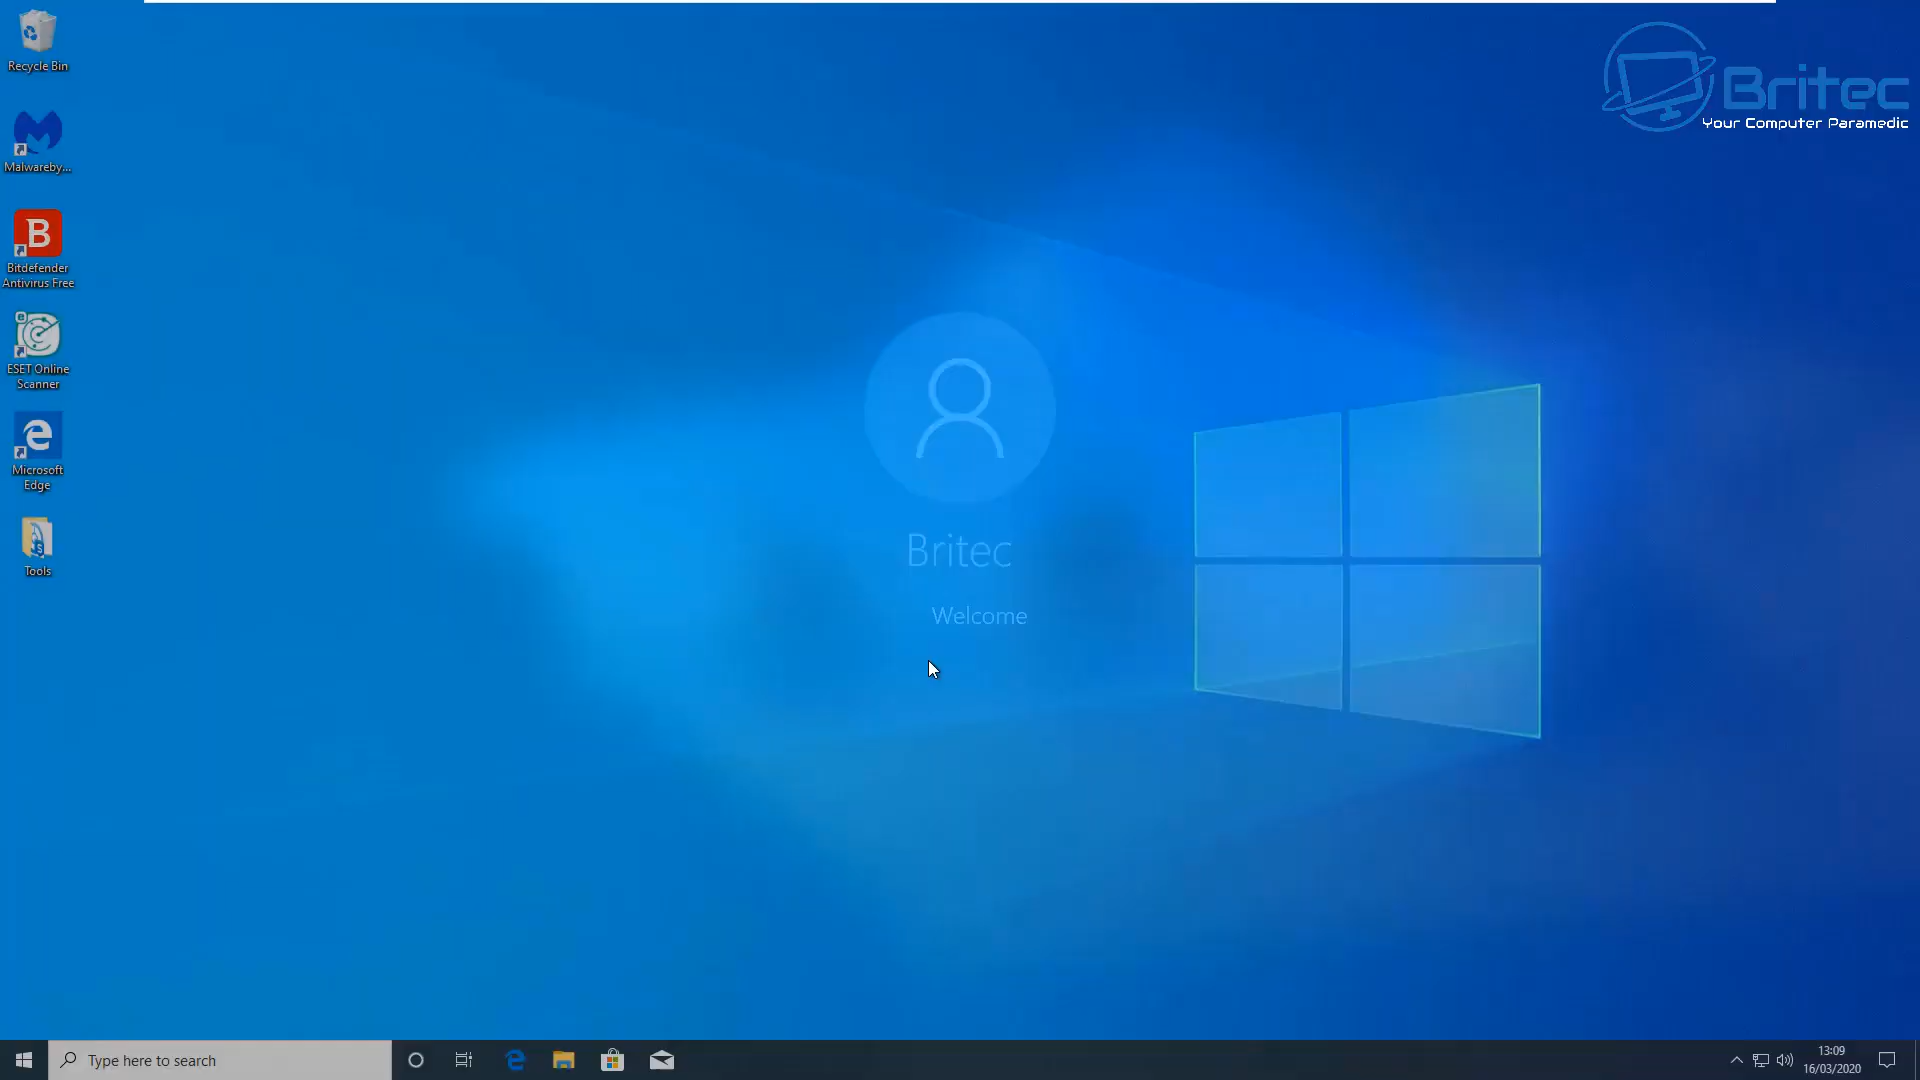 Recycle Bin
Malwareby...
Bitdefender
Antivirus Free
ESET Online
Scanner
Microsoft
Edge
Tools
Britec
Your Computer Paramedic
Britec
Welcome
Type here to search
13:09
16/03/2020